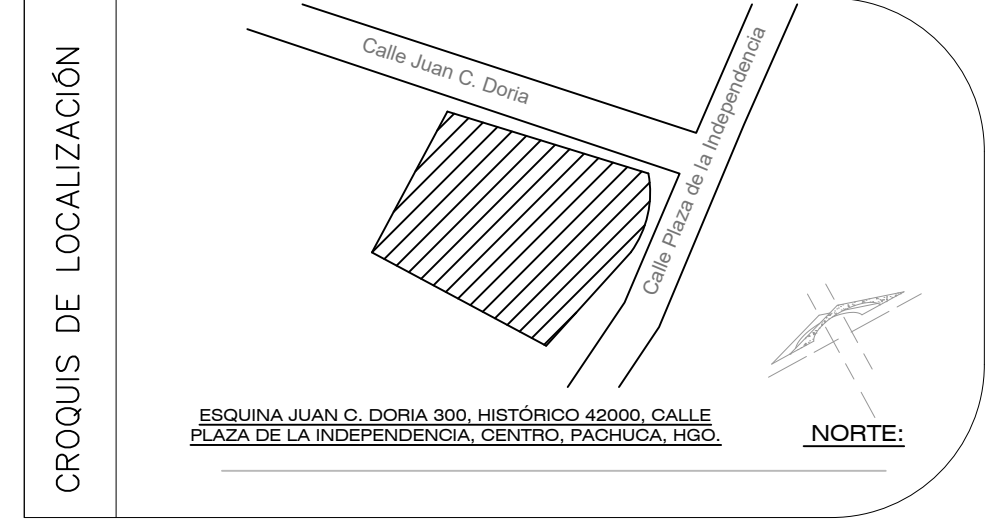 CROQUIS DE LOCALIZACIÓN
Calle Juan C. Doria
Calle Plaza de la Independencia
ESQUINA JUAN C. DORIA 300, HISTÓRICO 42000, CALLE
PLAZA DE LA INDEPENDENCIA, CENTRO, PACHUCA, HGO.
NORTE: